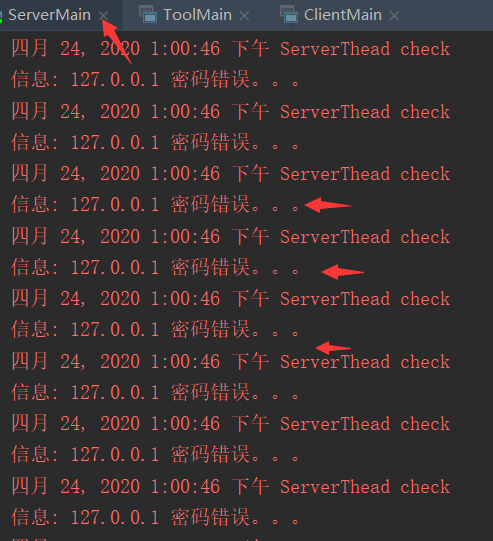 ServerMain × ToolMain × ClientMain ×
四月 24, 2020 1:00:46 下午 ServerThead check
信息: 127.0.0.1 密码错误。。。
四月 24, 2020 1:00:46 下午 ServerThead check
信息: 127.0.0.1 密码错误。。。
四月 24, 2020 1:00:46 下午 ServerThead check
信息: 127.0.0.1 密码错误。。。
四月 24, 2020 1:00:46 下午 ServerThead check
信息: 127.0.0.1 密码错误。。。
四月 24, 2020 1:00:46 下午 ServerThead check
信息: 127.0.0.1 密码错误。。。
四月 24, 2020 1:00:46 下午 ServerThead check
信息: 127.0.0.1 密码错误。。。
四月 24, 2020 1:00:46 下午 ServerThead check
信息: 127.0.0.1 密码错误。。。
四月 24, 2020 1:00:46 下午 ServerThead check
信息: 127.0.0.1 密码错误。。。